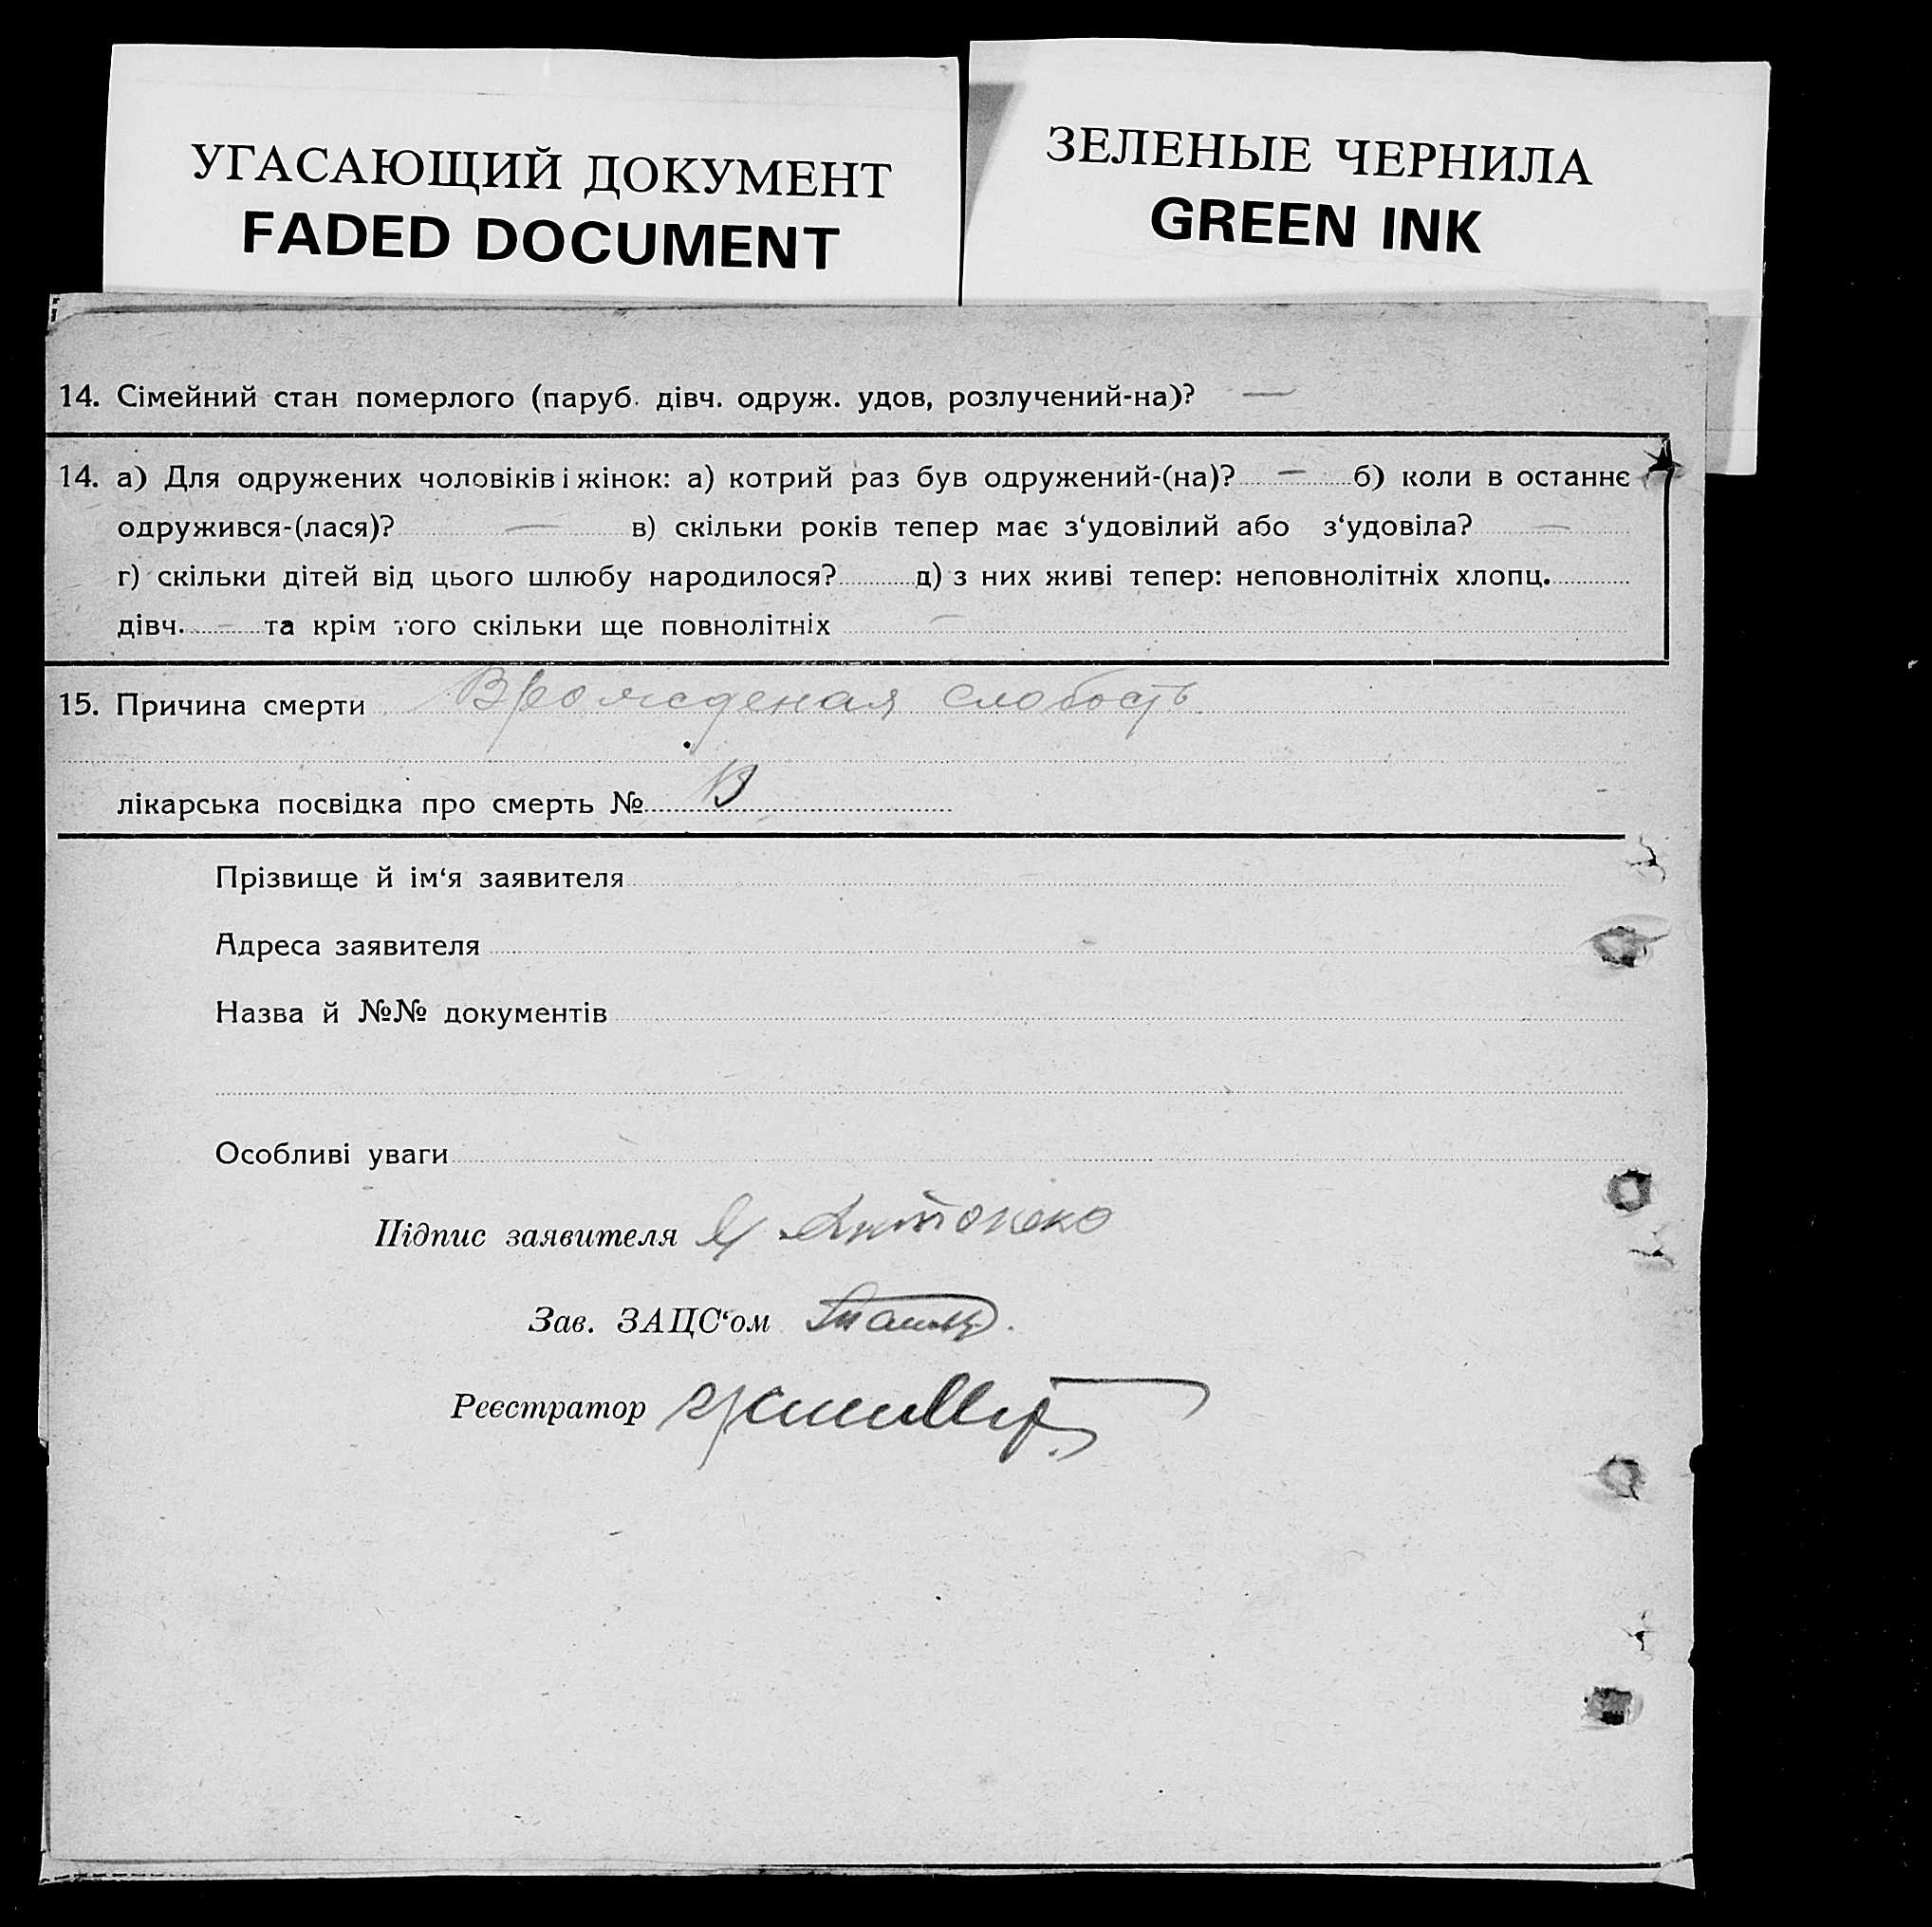 УГАСАЮЩИЙ ДОКУМЕНТ
FADED DOCUMENT
ЗЕЛЕНЫЕ ЧЕРНИЛА
GREEN INK
14. Сімейний стан померлого (паруб. дівч. одруж. удов, розлучений-на)? —
14. а) Для одружених чоловіків і жінок: а) котрий раз був одружений-(на)? — б) коли в останнє
одружився-(лася)? — в) скільки років тепер має з‘удовілий або з‘удовіла? —
г) скільки дітей від цього шлюбу народилося? д) з них живі тепер: неповнолітніх хлопц.
дівч. — та крім того скільки ще повнолітніх —
15. Причина смерти Врожденая слабость
лікарська посвідка про смерть №
Прізвище й ім‘я заявителя
Адреса заявителя
Назва й №№ документів
Особливі уваги
Підпис заявителя Антоненко
Зав. ЗАЦС‘ом
Реєстратор